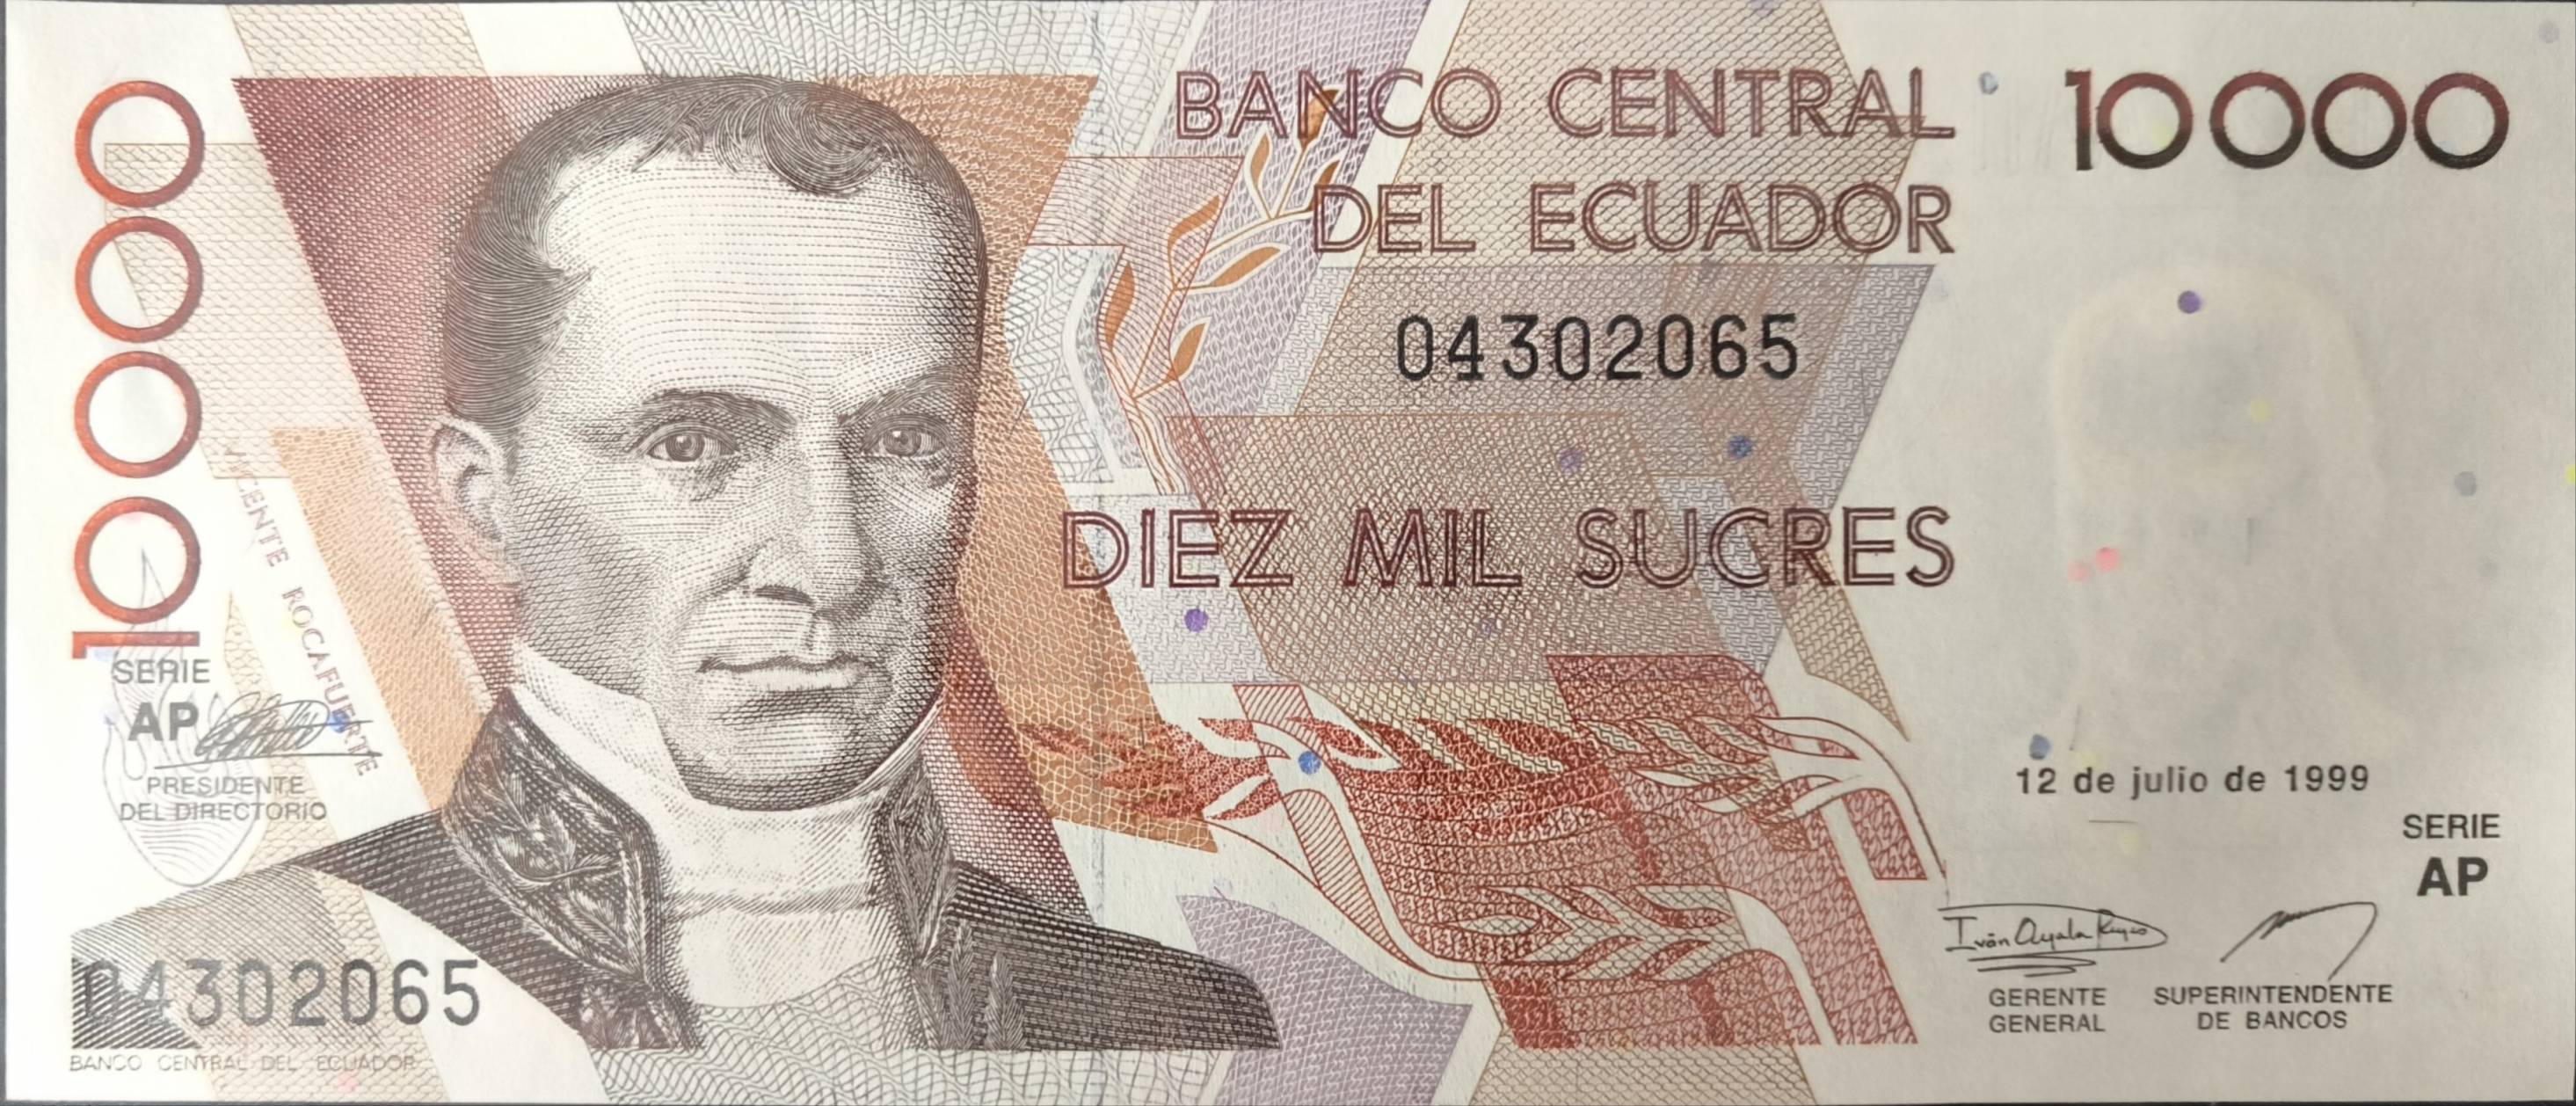 BANCO CENTRAL
DEL ECUADOR
10000
10000
04302065
DIEZ MIL SUCRES
VICENTE ROCAFUERTE
SERIE
AP
PRESIDENTE
DEL DIRECTORIO
12 de julio de 1999
SERIE
AP
Iván Ayala Reyes
GERENTE
GENERAL
SUPERINTENDENTE
DE BANCOS
04302065
BANCO CENTRAL DEL ECUADOR